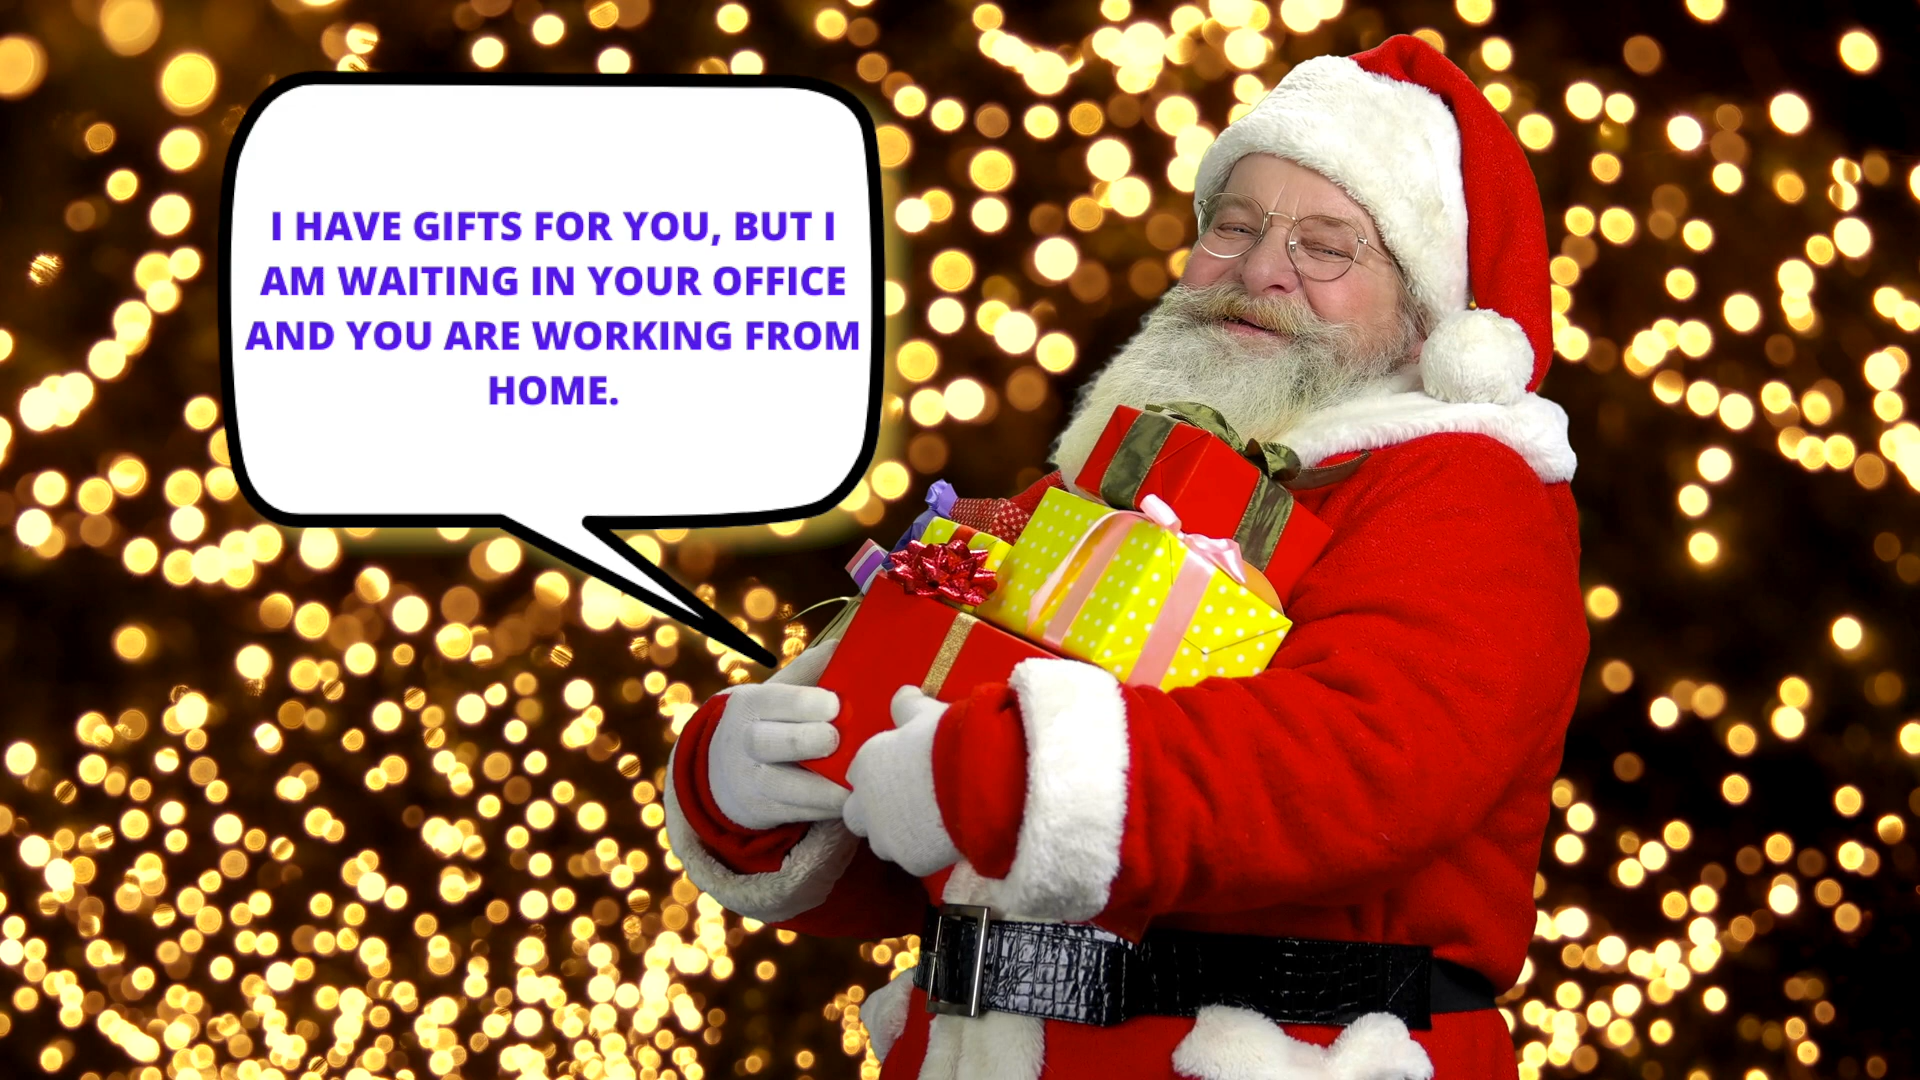 I HAVE GIFTS FOR YOU, BUT I
AM WAITING IN YOUR OFFICE
AND YOU ARE WORKING FROM
HOME.